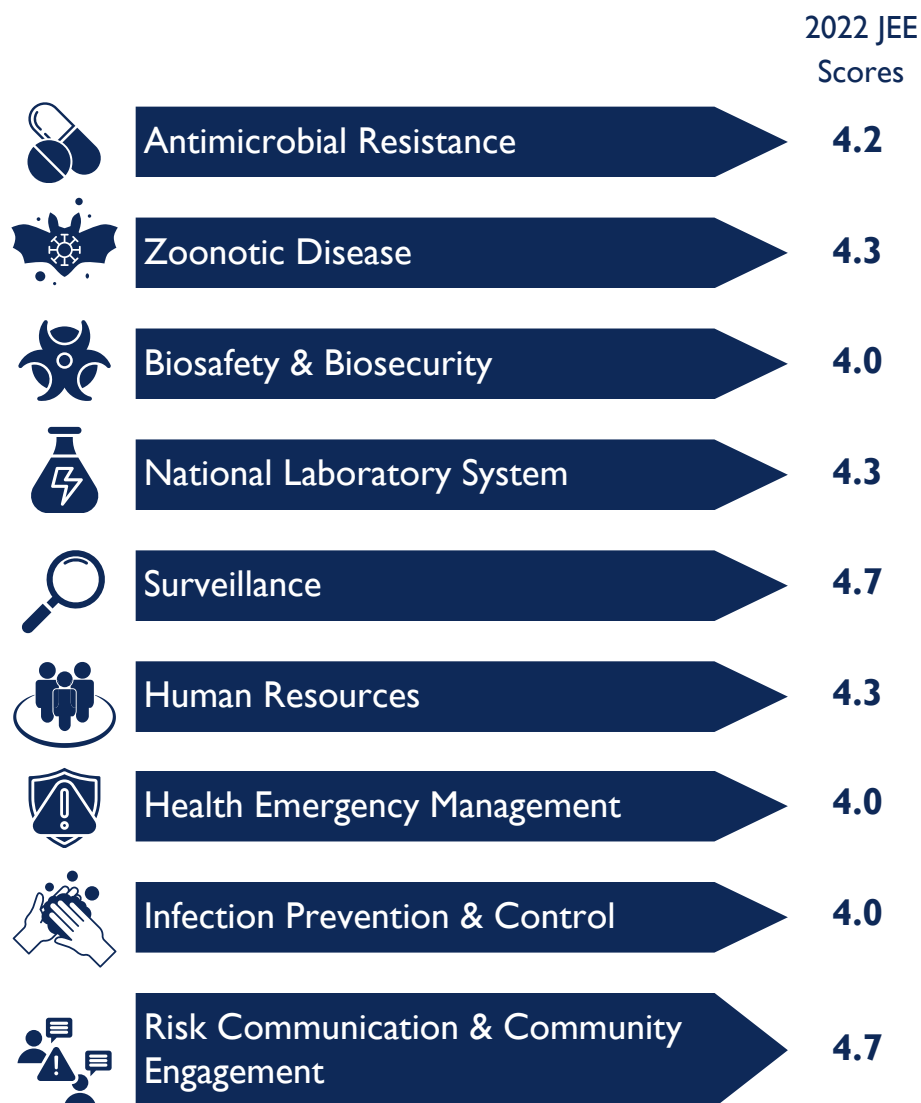 2022 JEE
Scores
Antimicrobial Resistance 4.2
Zoonotic Disease 4.3
Biosafety & Biosecurity 4.0
National Laboratory System 4.3
Surveillance 4.7
Human Resources 4.3
Health Emergency Management 4.0
Infection Prevention & Control 4.0
Risk Communication & Community
Engagement 4.7